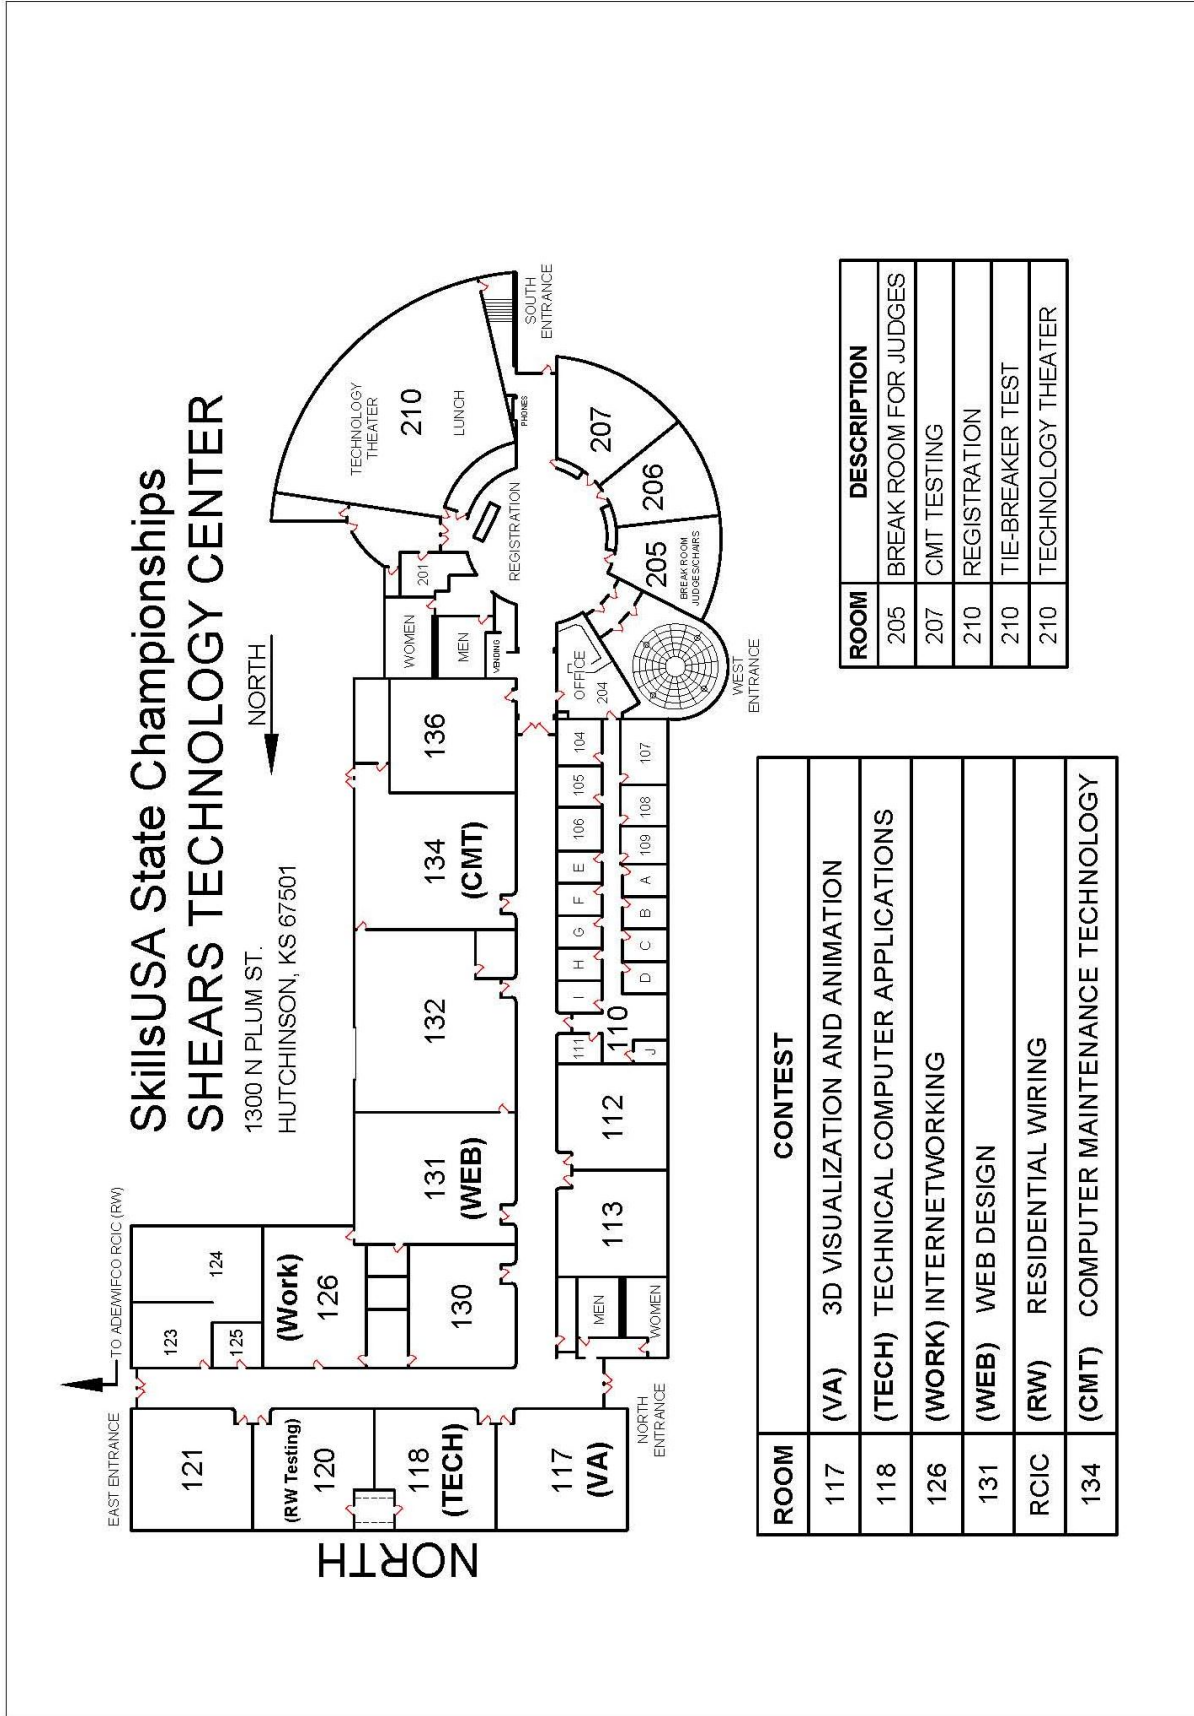 SkillsUSA State Championships
SHEARS TECHNOLOGY CENTER
1300 N PLUM ST.
HUTCHINSON, KS 67501
NORTH
TO ADE/WIFCO RCIC (RW)
EAST ENTRANCE
121
(RW Testing)
120
118
(TECH)
117
(VA)
NORTH
NORTH
ENTRANCE
123
124
125
(Work)
126
130
131
(WEB)
132
134
(CMT)
136
WOMEN
MEN
VENDING
201
REGISTRATION
TECHNOLOGY
THEATER
210
LUNCH
PHONES
SOUTH
ENTRANCE
207
206
205
BREAK ROOM
JUDGES/CHAIRS
OFFICE
204
WEST
ENTRANCE
104
105
106
E
F
G
H
I
107
108
109
A
B
C
D
110
111
J
112
113
MEN
WOMEN
ROOM CONTEST
117 (VA) 3D VISUALIZATION AND ANIMATION
118 (TECH) TECHNICAL COMPUTER APPLICATIONS
126 (WORK) INTERNETWORKING
131 (WEB) WEB DESIGN
RCIC (RW) RESIDENTIAL WIRING
134 (CMT) COMPUTER MAINTENANCE TECHNOLOGY
ROOM DESCRIPTION
205 BREAK ROOM FOR JUDGES
207 CMT TESTING
210 REGISTRATION
210 TIE-BREAKER TEST
210 TECHNOLOGY THEATER